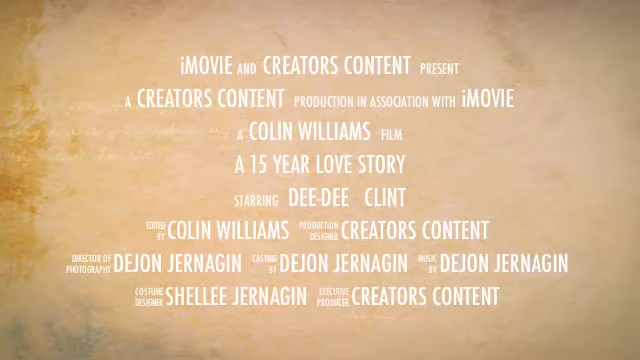 iMOVIE AND CREATORS CONTENT PRESENT
A CREATORS CONTENT PRODUCTION IN ASSOCIATION WITH iMOVIE
A COLIN WILLIAMS FILM
A 15 YEAR LOVE STORY
STARRING DEE-DEE CLINT
EDITED BY COLIN WILLIAMS PRODUCTION DESIGNER CREATORS CONTENT
DIRECTOR OF PHOTOGRAPHY DEJON JERNAGIN CASTING BY DEJON JERNAGIN MUSIC BY DEJON JERNAGIN
COSTUME DESIGNER SHELLEE JERNAGIN EXECUTIVE PRODUCER CREATORS CONTENT